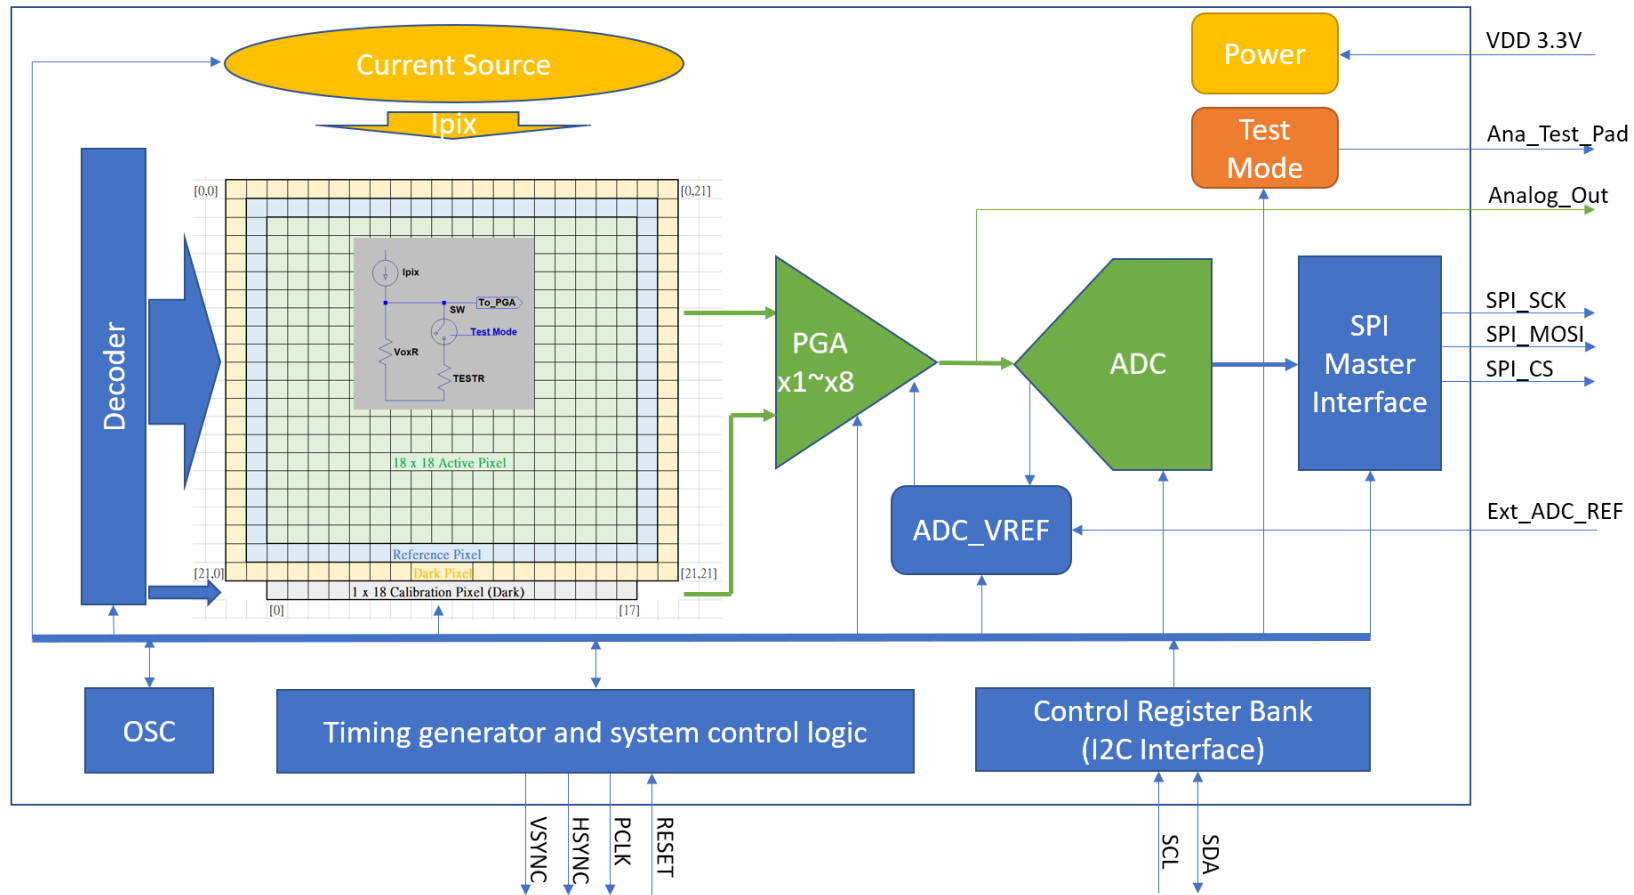 Current Source
Power
VDD 3.3V
Ipix
Test
Mode
Ana_Test_Pad
Analog_Out
[0,0]
[0,21]
Decoder
Ipix
To_PGA
SW
Test Mode
VoxR
TESTR
18 x 18 Active Pixel
Reference Pixel
Dark Pixel
[21,0]
[21,21]
1 x 18 Calibration Pixel (Dark)
[0]
[17]
PGA
x1~x8
ADC
SPI
Master
Interface
SPI_SCK
SPI_MOSI
SPI_CS
ADC_VREF
Ext_ADC_REF
OSC
Timing generator and system control logic
Control Register Bank
(I2C Interface)
VSYNC
HSYNC
PCLK
RESET
SCL
SDA